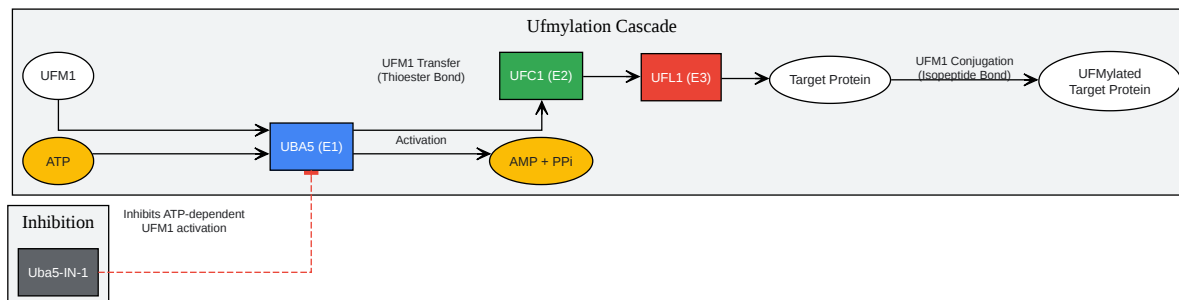 Ufmylation Cascade
UFM1
UFM1 Transfer
(Thioester Bond)
UFC1 (E2)
UFL1 (E3)
Target Protein
UFM1 Conjugation
(Isopeptide Bond)
UFMylated
Target Protein
ATP
UBA5 (E1)
Activation
AMP + PPi
Inhibition
Inhibits ATP-dependent
UFM1 activation
Uba5-IN-1